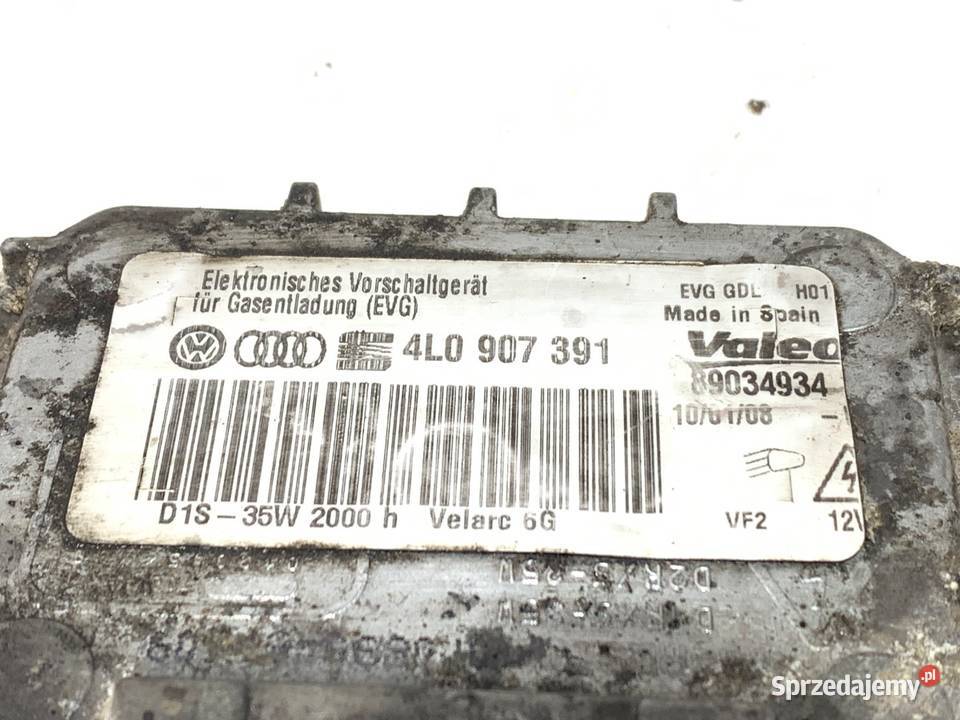 Elektronisches Vorschaltgerät
für Gasentladung (EVG)
EVG GDL H01
Made in Spain
4L0 907 391
Valeo
89034934
10/01/08
D1S-35W 2000 h Velarc 6G
VF2
12V
Sprzedajemy.pl